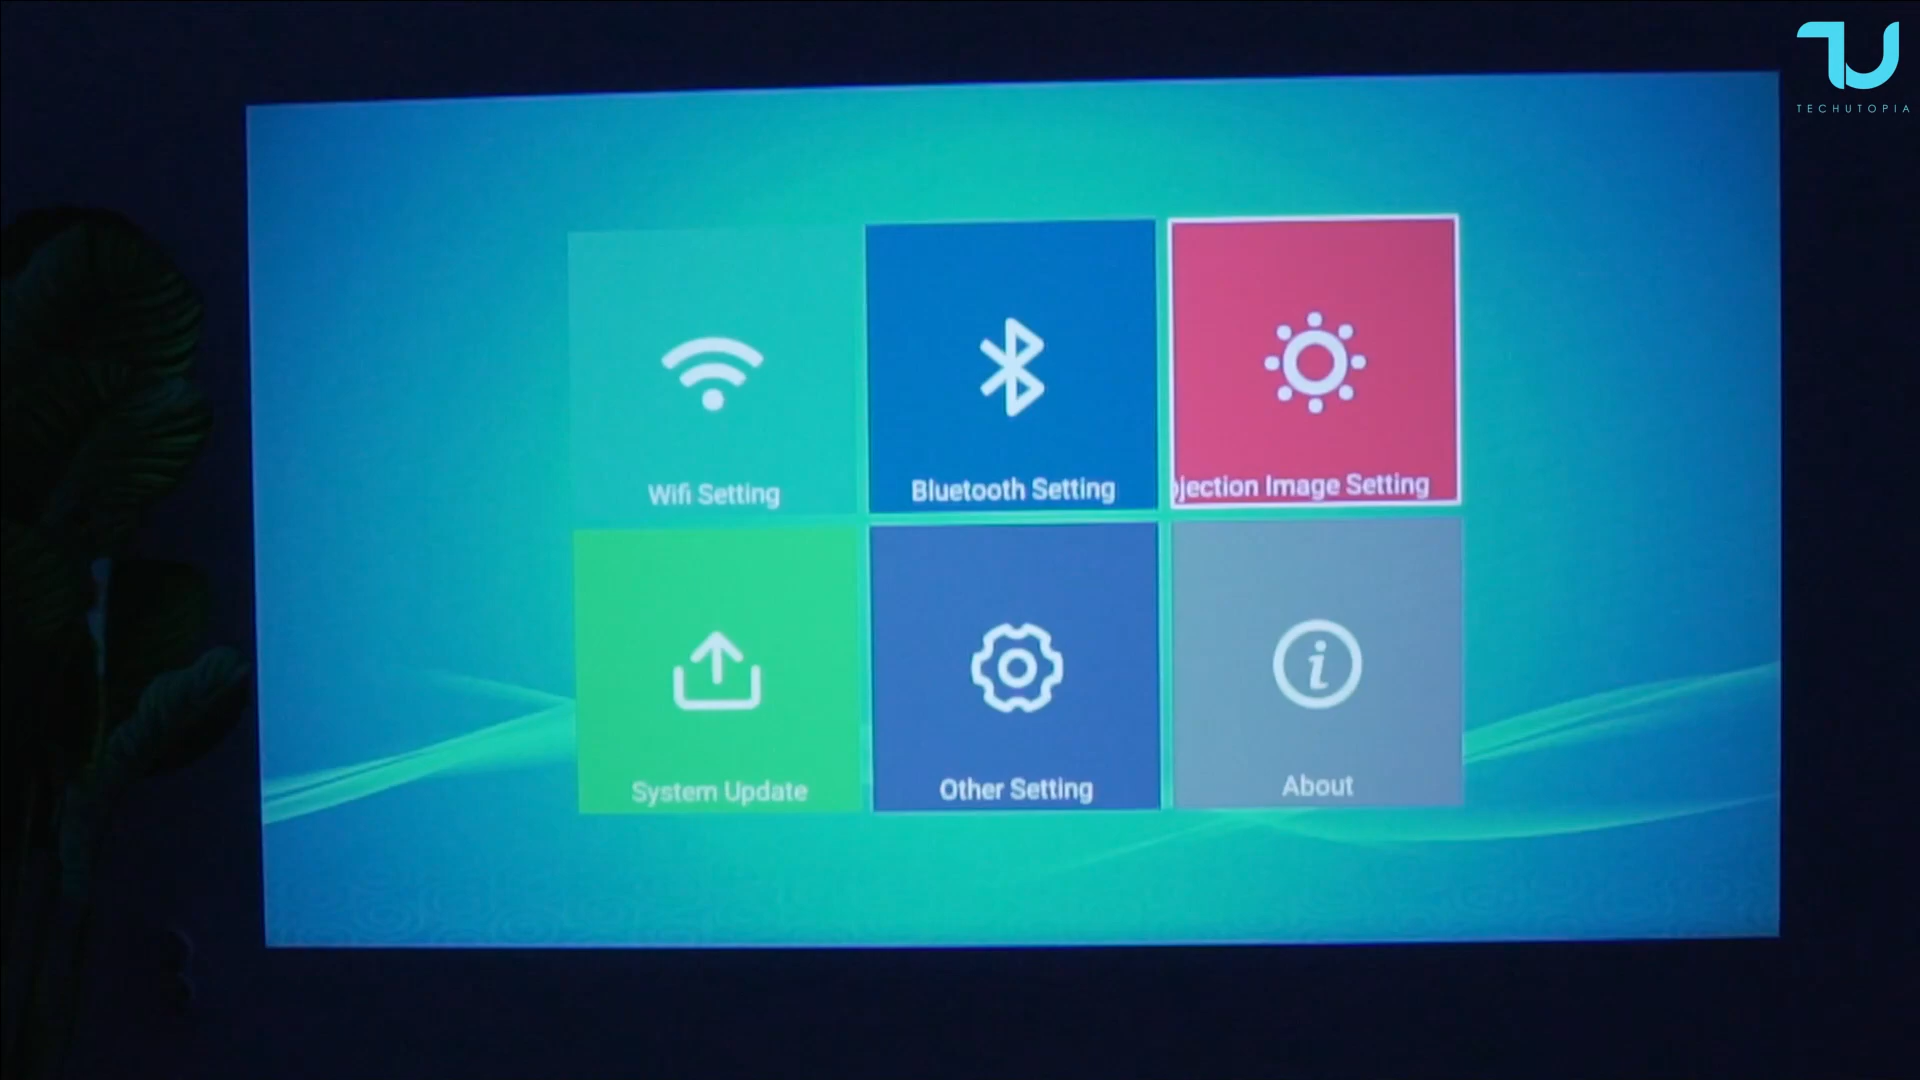 TECHUTOPIA
Wifi Setting
Bluetooth Setting
jection Image Setting
System Update
Other Setting
About